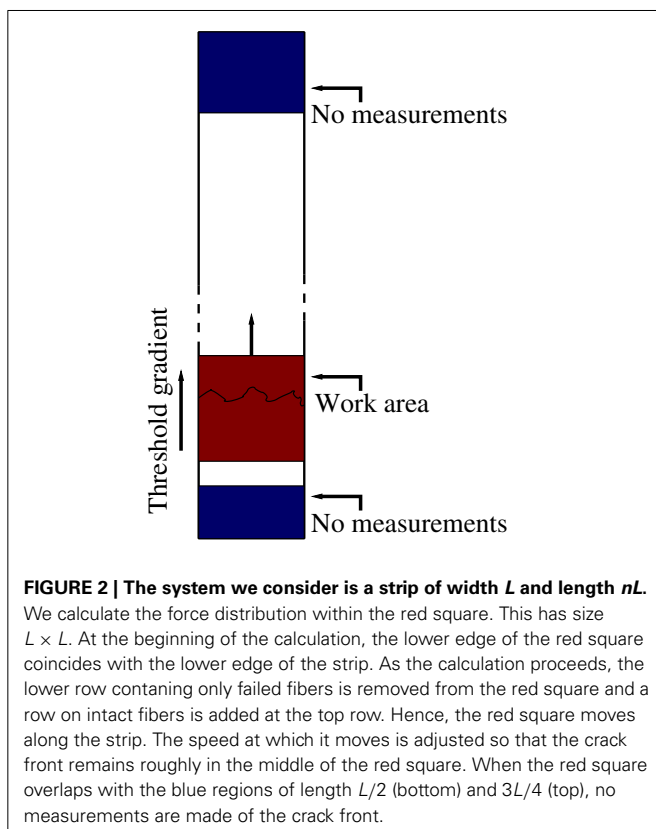 No measurements
Threshold gradient
Work area
No measurements
FIGURE 2 | The system we consider is a strip of width L and length nL.
We calculate the force distribution within the red square. This has size
L × L. At the beginning of the calculation, the lower edge of the red square
coincides with the lower edge of the strip. As the calculation proceeds, the
lower row contaning only failed fibers is removed from the red square and a
row on intact fibers is added at the top row. Hence, the red square moves
along the strip. The speed at which it moves is adjusted so that the crack
front remains roughly in the middle of the red square. When the red square
overlaps with the blue regions of length L/2 (bottom) and 3L/4 (top), no
measurements are made of the crack front.